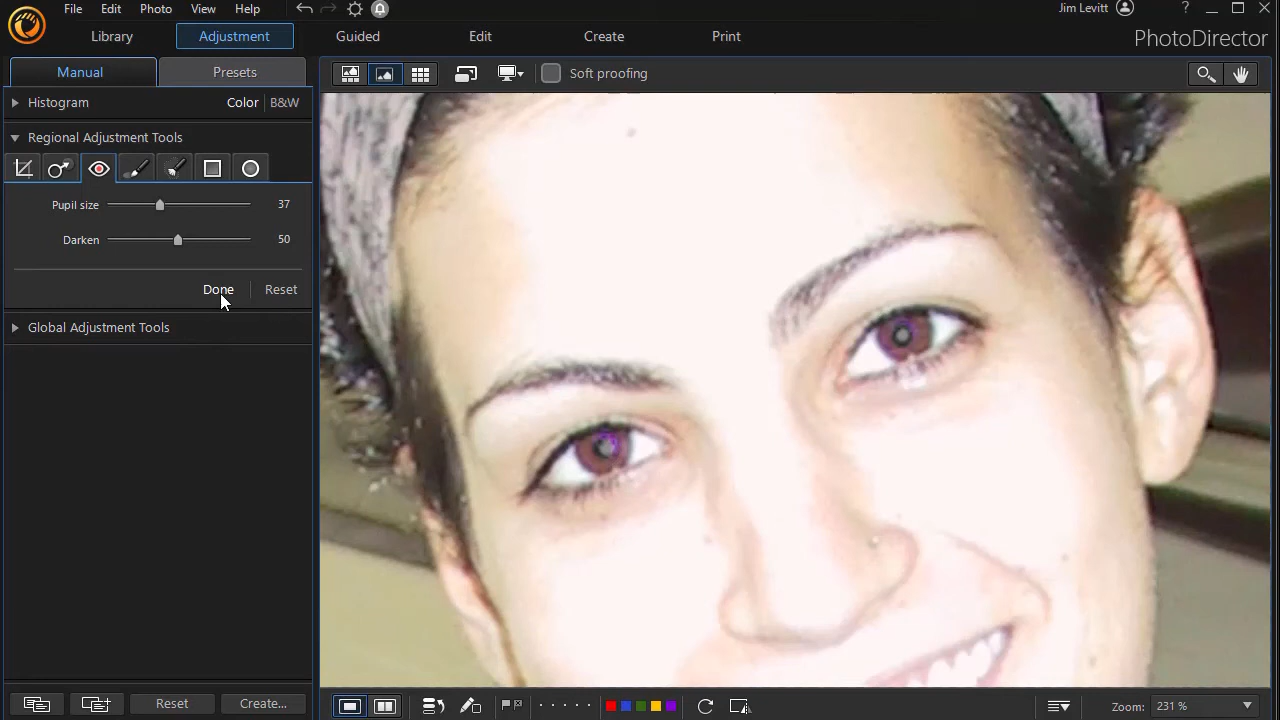 File Edit Photo View Help Jim Levitt ?
Library Adjustment Guided Edit Create Print PhotoDirector
Manual Presets Soft proofing
Histogram Color | B&W
Regional Adjustment Tools
Pupil size 37
Darken 50
Done Reset
Global Adjustment Tools
Reset Create... Zoom: 231 %